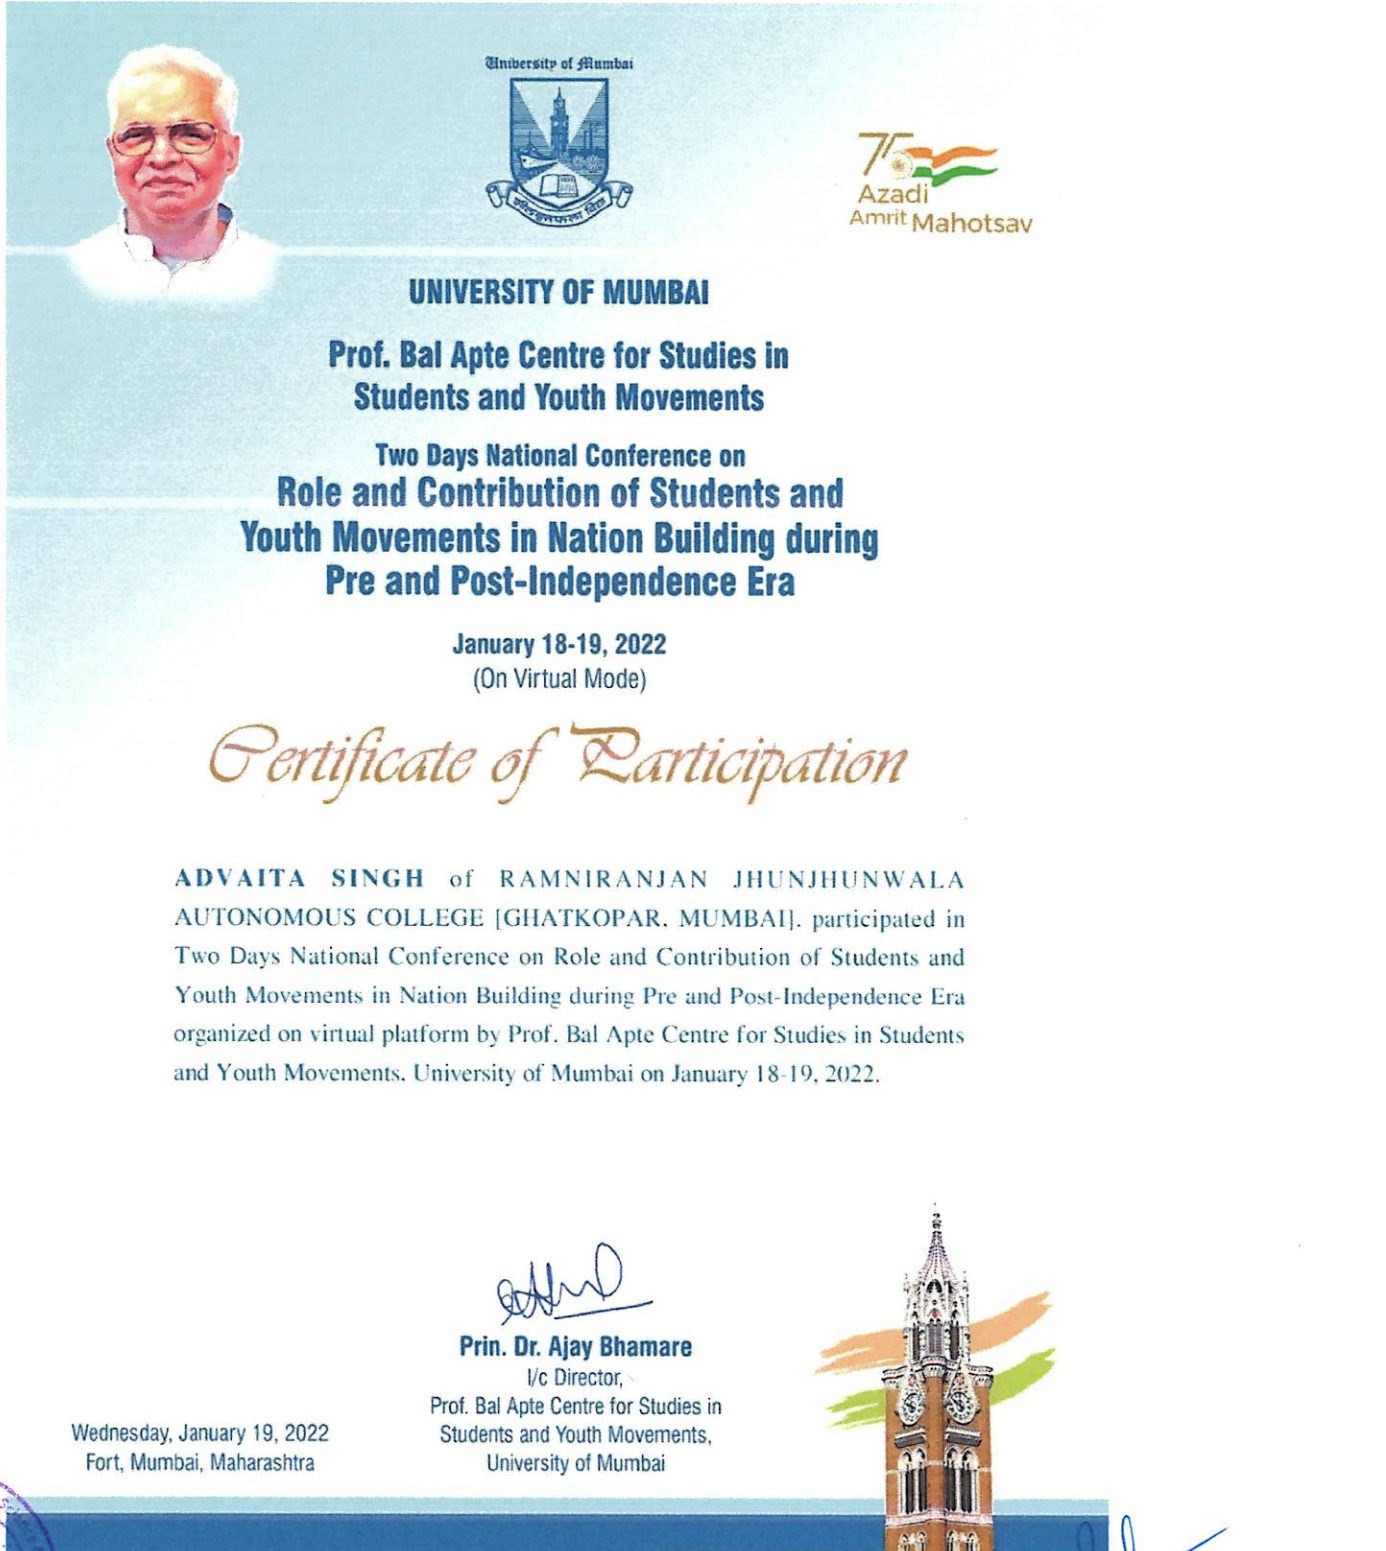 University of Mumbai
शीलवृत्तफला विद्या
75
Azadi
Amrit Mahotsav
UNIVERSITY OF MUMBAI
Prof. Bal Apte Centre for Studies in
Students and Youth Movements
Two Days National Conference on
Role and Contribution of Students and
Youth Movements in Nation Building during
Pre and Post-Independence Era
January 18-19, 2022
(On Virtual Mode)
Certificate of Participation
ADVAITA SINGH of RAMNIRANJAN JHUNJHUNWALA
AUTONOMOUS COLLEGE [GHATKOPAR, MUMBAI], participated in
Two Days National Conference on Role and Contribution of Students and
Youth Movements in Nation Building during Pre and Post-Independence Era
organized on virtual platform by Prof. Bal Apte Centre for Studies in Students
and Youth Movements, University of Mumbai on January 18-19, 2022.
Prin. Dr. Ajay Bhamare
I/c Director,
Prof. Bal Apte Centre for Studies in
Students and Youth Movements,
University of Mumbai
Wednesday, January 19, 2022
Fort, Mumbai, Maharashtra